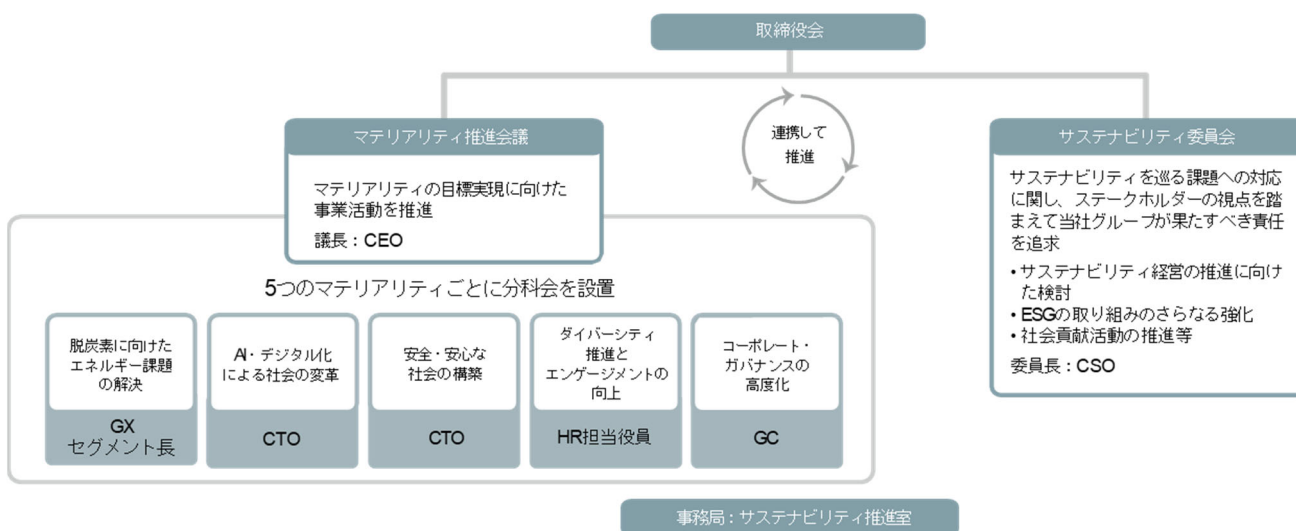 取締役会
マテリアリティ推進会議
マテリアリティの目標実現に向けた
事業活動を推進
議長：CEO
連携して
推進
サステナビリティ委員会
サステナビリティを巡る課題への対応
に関し、ステークホルダーの視点を踏
まえて当社グループが果たすべき責任
を追求
・サステナビリティ経営の推進に向け
た検討
・ESGの取り組みのさらなる強化
・社会貢献活動の推進等
委員長：CSO
5つのマテリアリティごとに分科会を設置
脱炭素に向けた
エネルギー課題
の解決
GX
セグメント長
AI・デジタル化
による社会の変革
CTO
安全・安心な
社会の構築
CTO
ダイバーシティ
推進と
エンゲージメントの
向上
HR担当役員
コーポレート・
ガバナンスの
高度化
GC
事務局：サステナビリティ推進室